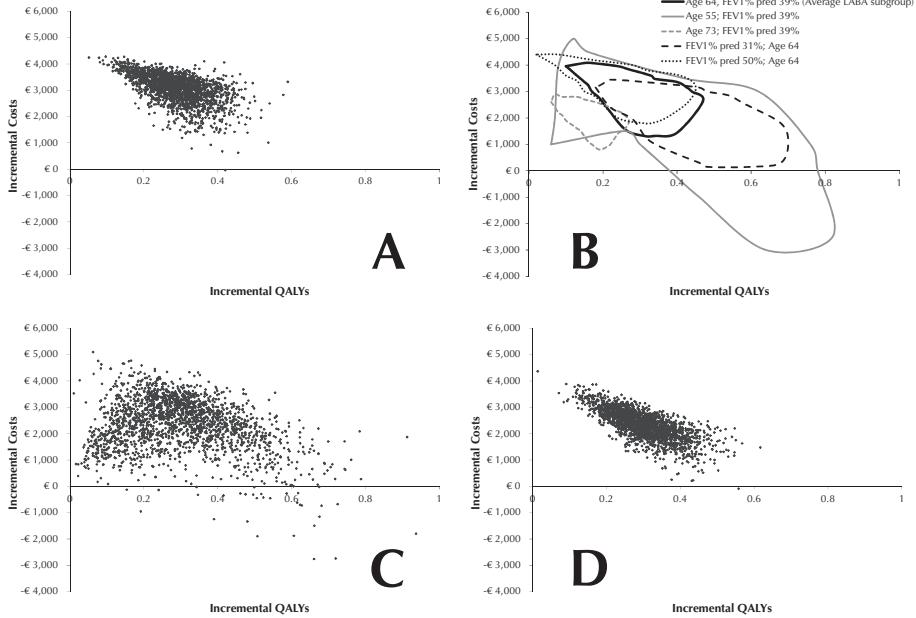 € 6,000
€ 5,000
€ 4,000
€ 3,000
€ 2,000
€ 1,000
€ 0
-€ 1,000
-€ 2,000
-€ 3,000
-€ 4,000
0 0.2 0.4 0.6 0.8 1
Incremental Costs
Incremental QALYs
A
Age 64, FEV1% pred 39% (Average LABA subgroup)
Age 55; FEV1% pred 39%
Age 73; FEV1% pred 39%
FEV1% pred 31%; Age 64
FEV1% pred 50%; Age 64
€ 6,000
€ 5,000
€ 4,000
€ 3,000
€ 2,000
€ 1,000
€ 0
-€ 1,000
-€ 2,000
-€ 3,000
-€ 4,000
0 0.2 0.4 0.6 0.8 1
Incremental Costs
Incremental QALYs
B
€ 6,000
€ 5,000
€ 4,000
€ 3,000
€ 2,000
€ 1,000
€ 0
-€ 1,000
-€ 2,000
-€ 3,000
-€ 4,000
0 0.2 0.4 0.6 0.8 1
Incremental Costs
Incremental QALYs
C
€ 6,000
€ 5,000
€ 4,000
€ 3,000
€ 2,000
€ 1,000
€ 0
-€ 1,000
-€ 2,000
-€ 3,000
-€ 4,000
0 0.2 0.4 0.6 0.8 1
Incremental Costs
Incremental QALYs
D